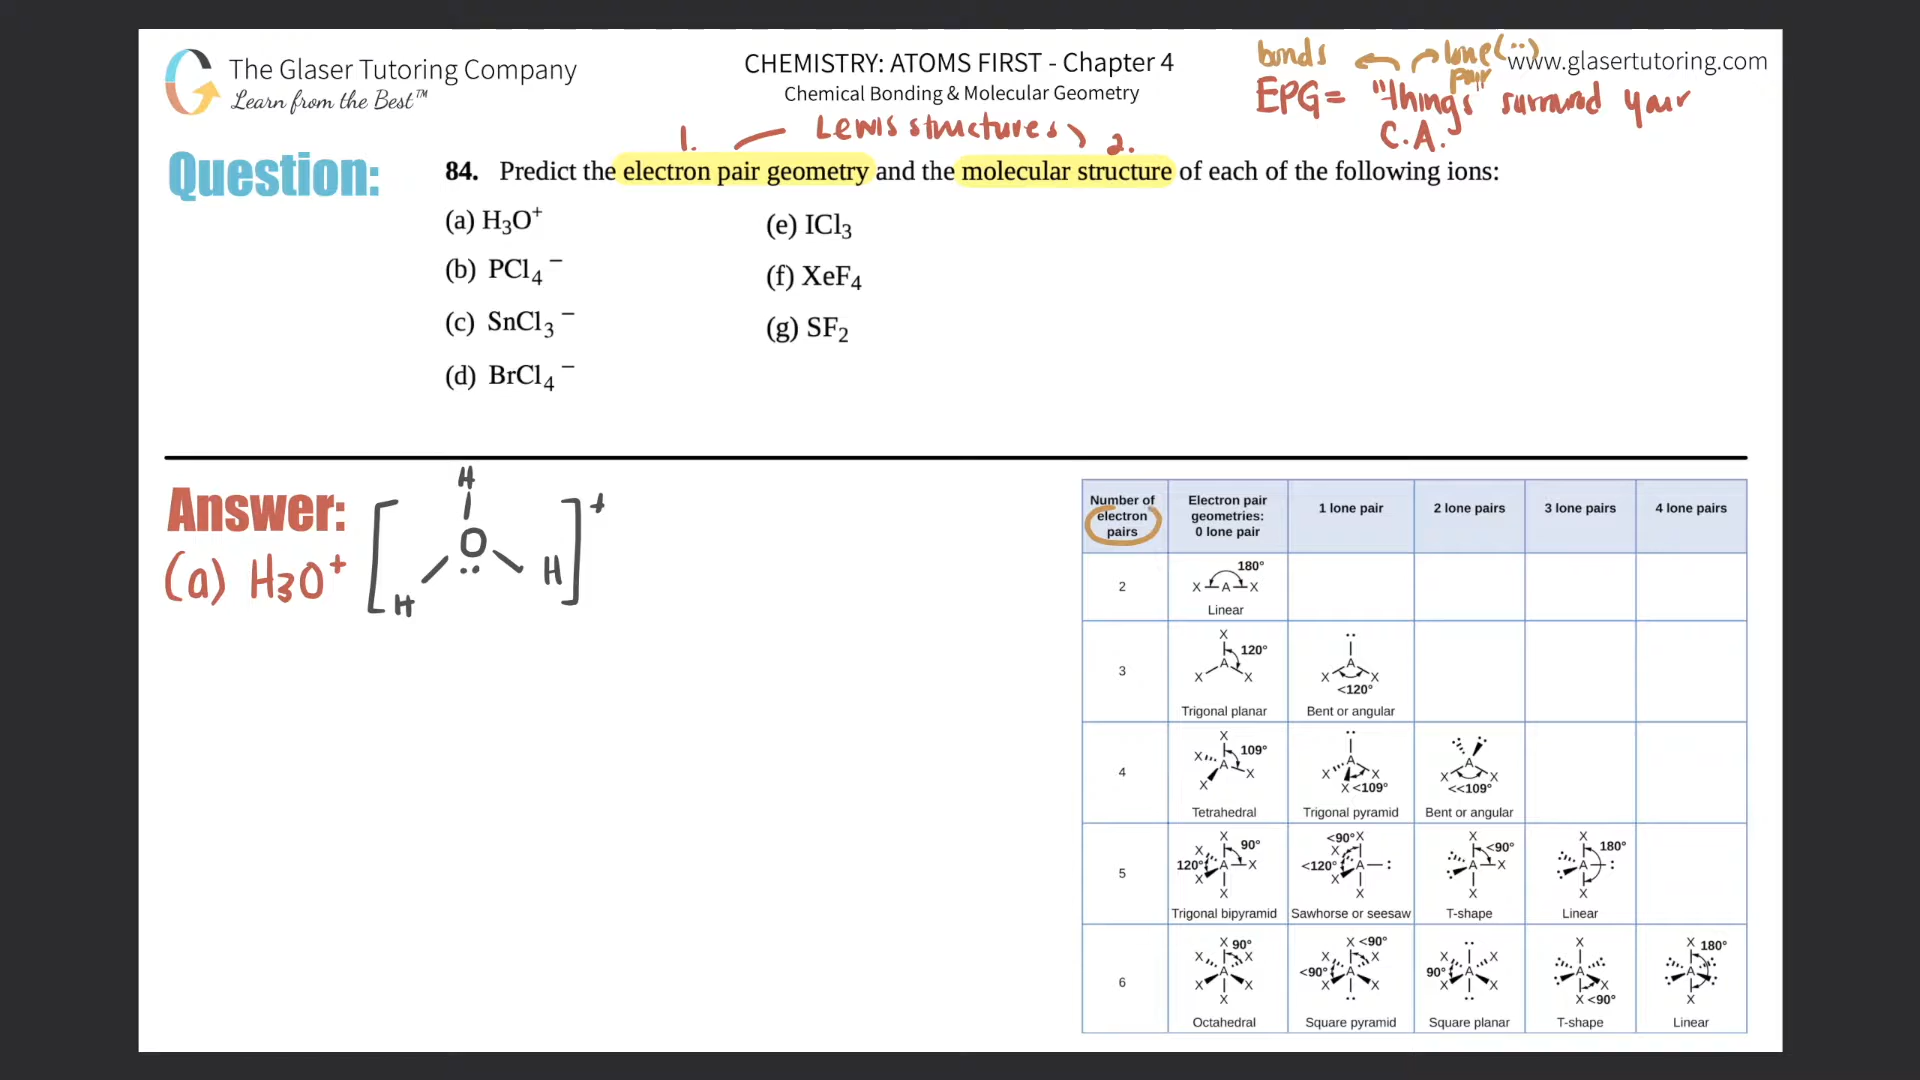 The Glaser Tutoring Company
Learn from the Best™
CHEMISTRY: ATOMS FIRST - Chapter 4
Chemical Bonding & Molecular Geometry
www.glasertutoring.com
bonds lone (··) pair
EPG = "things" surround your
C.A.
1. Lewis structures 2.
Question:
84. Predict the electron pair geometry and the molecular structure of each of the following ions:
(a) H₃O⁺
(b) PCl₄⁻
(c) SnCl₃⁻
(d) BrCl₄⁻
(e) ICl₃
(f) XeF₄
(g) SF₂
Answer:
(a) H₃O⁺
H
O
H H
+
Number of electron pairs
Electron pair geometries: 0 lone pair
1 lone pair
2 lone pairs
3 lone pairs
4 lone pairs
2
180°
X A X
Linear
3
X
120°
A
X X
Trigonal planar
A
X X
<120°
Bent or angular
4
X
109°
X A X
X
Tetrahedral
A
X X
X <109°
Trigonal pyramid
A
X X
<<109°
Bent or angular
5
X 90°
X
120° A X
X
X
Trigonal bipyramid
<90° X
X
<120° A :
X
X
Sawhorse or seesaw
X <90°
A X
X
T-shape
X 180°
A :
X
Linear
6
X 90°
X X
A
X X
X
Octahedral
X <90°
X X
<90° A
X X
Square pyramid
X X
90° A
X X
Square planar
X
A
X
X <90°
T-shape
X 180°
A
X
Linear